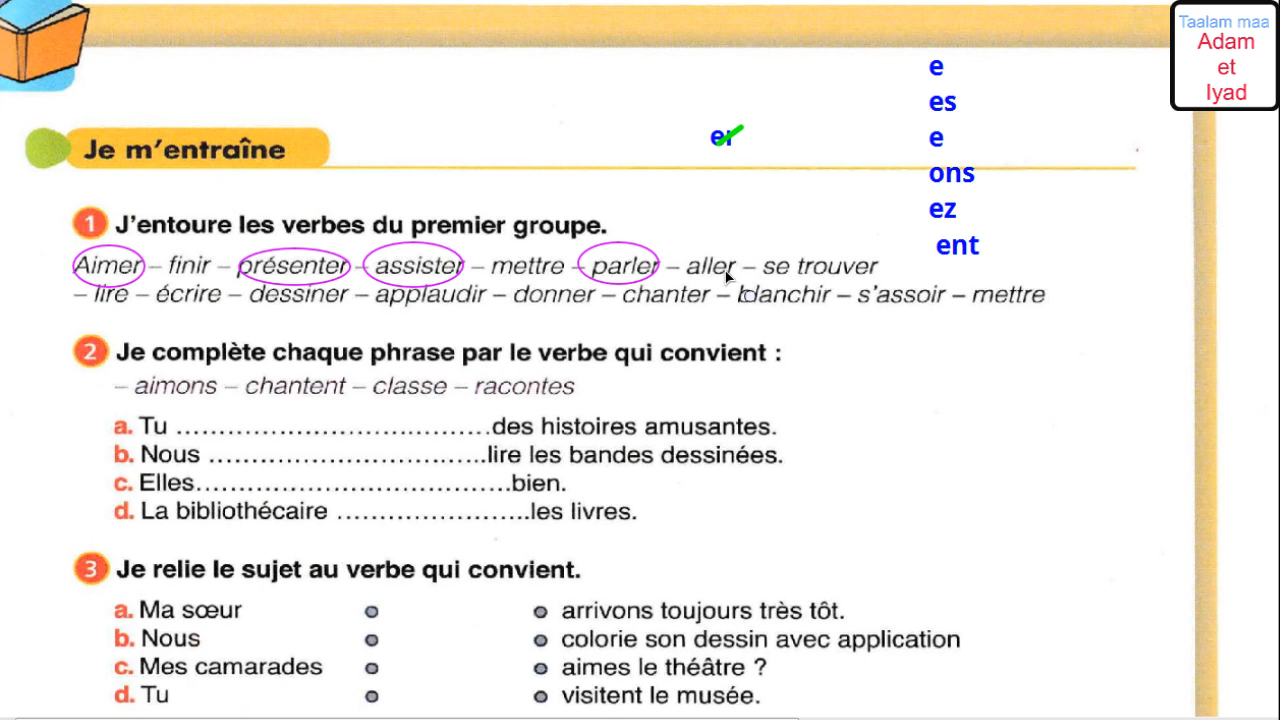 Taalam maa
Adam
et
Iyad
e
es
e
ons
ez
ent
er
Je m'entraîne
1 J'entoure les verbes du premier groupe.
Aimer – finir – présenter – assister – mettre – parler – aller – se trouver
– lire – écrire – dessiner – applaudir – donner – chanter – blanchir – s'assoir – mettre
2 Je complète chaque phrase par le verbe qui convient :
– aimons – chantent – classe – racontes
a. Tu ..................................... des histoires amusantes.
b. Nous ................................ lire les bandes dessinées.
c. Elles..................................... bien.
d. La bibliothécaire ....................... les livres.
3 Je relie le sujet au verbe qui convient.
a. Ma sœur arrivons toujours très tôt.
b. Nous colorie son dessin avec application
c. Mes camarades aimes le théâtre ?
d. Tu visitent le musée.